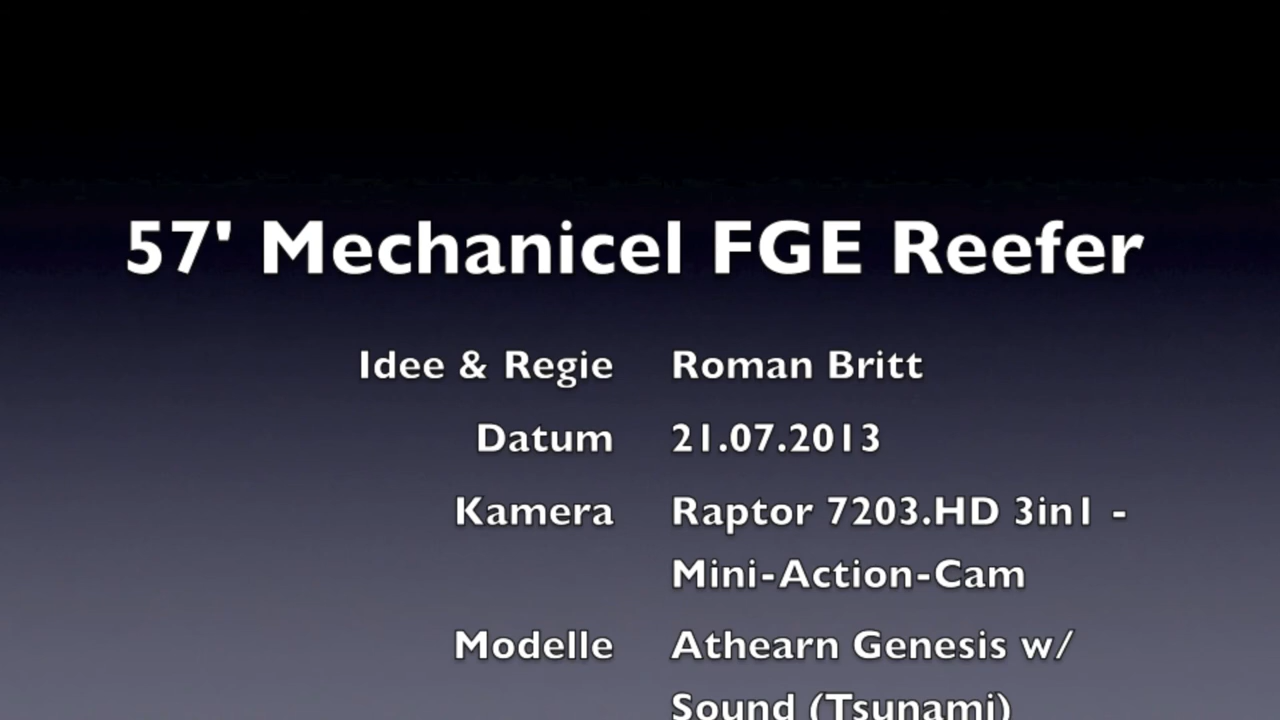 57' Mechanicel FGE Reefer
Idee & Regie Roman Britt
Datum 21.07.2013
Kamera Raptor 7203.HD 3in1 -
Mini-Action-Cam
Modelle Athearn Genesis w/
Sound (Tsunami)